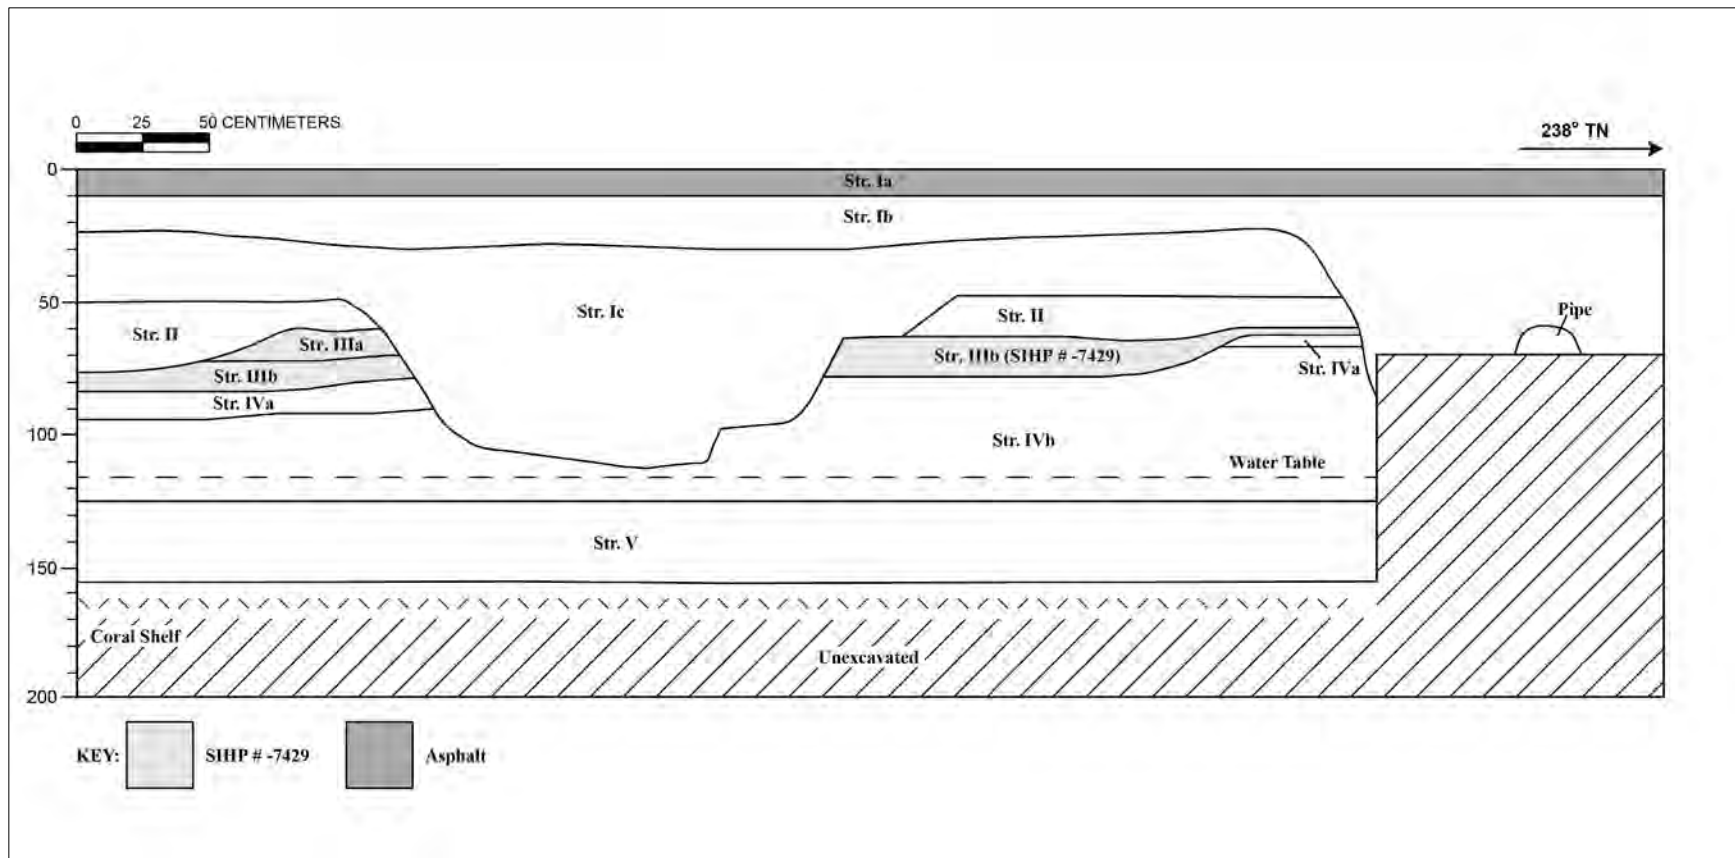 0 25 50 CENTIMETERS
238° TN
0
Str. Ia
Str. Ib
50
Str. Ic
Pipe
Str. II
Str. II
Str. IIIa
Str. IIIb (SIHP # -7429)
Str. IVa
Str. IIIb
Str. IVa
100
Str. IVb
Water Table
Str. V
150
Coral Shelf
Unexcavated
200
KEY: SIHP # -7429 Asphalt